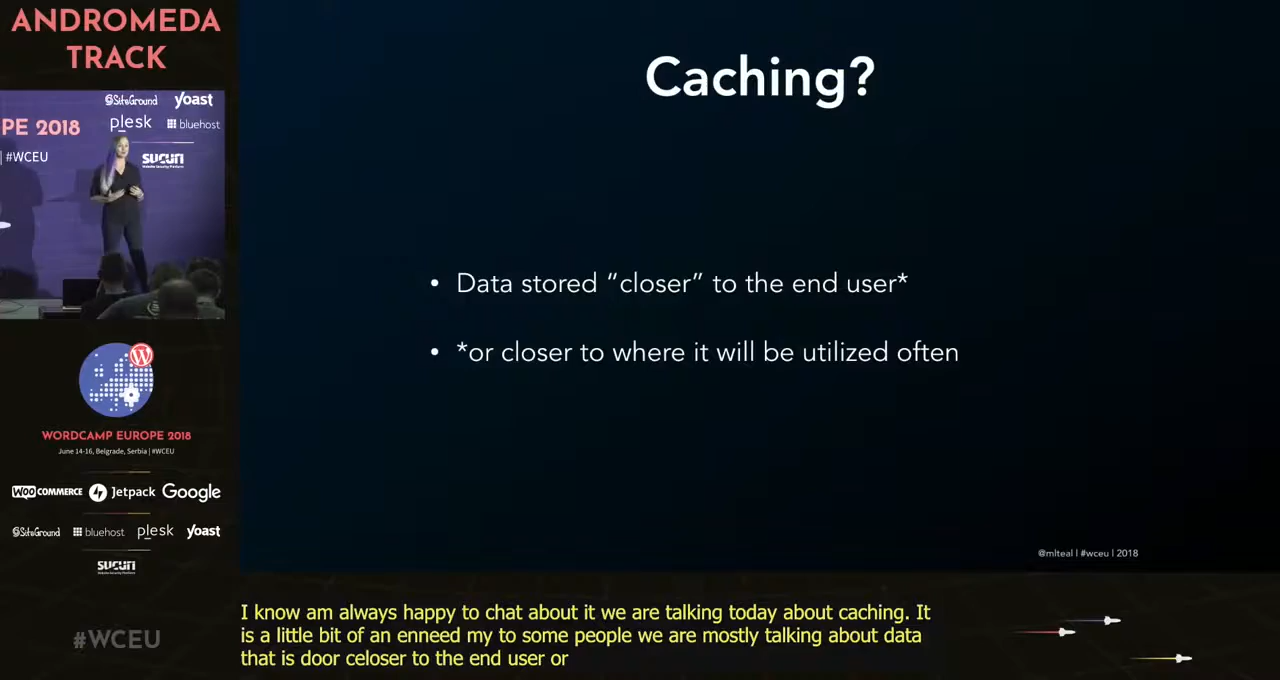 ANDROMEDA
TRACK
SiteGround yoast
PE 2018
plesk bluehost
| #WCEU
SUCURI
Caching?
• Data stored “closer” to the end user*
• *or closer to where it will be utilized often
@mlteal | #wceu | 2018
WORDCAMP EUROPE 2018
June 14-16, Belgrade, Serbia | #WCEU
WOO COMMERCE Jetpack Google
SiteGround bluehost plesk yoast
SUCURI
#WCEU
I know am always happy to chat about it we are talking today about caching. It
is a little bit of an enneed my to some people we are mostly talking about data
that is door celoser to the end user or